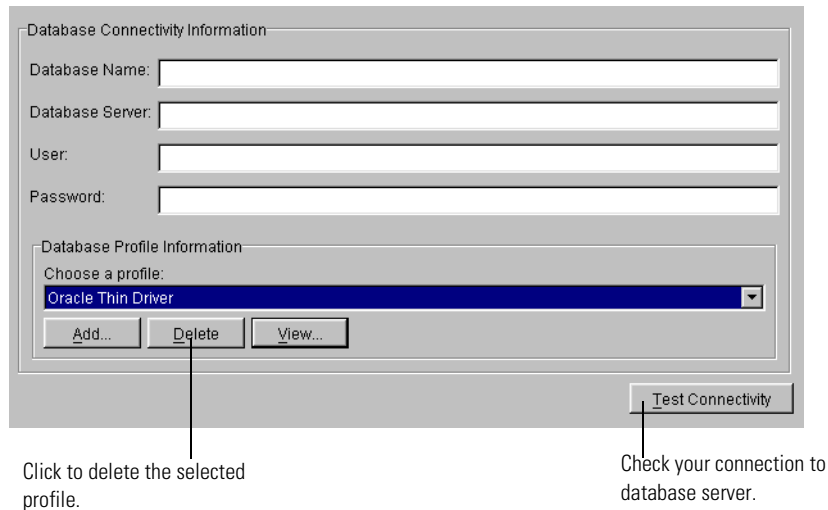 Database Connectivity Information
Database Name:
Database Server:
User:
Password:
Database Profile Information
Choose a profile:
Oracle Thin Driver
Add... Delete View...
Test Connectivity
Click to delete the selected
profile.
Check your connection to
database server.